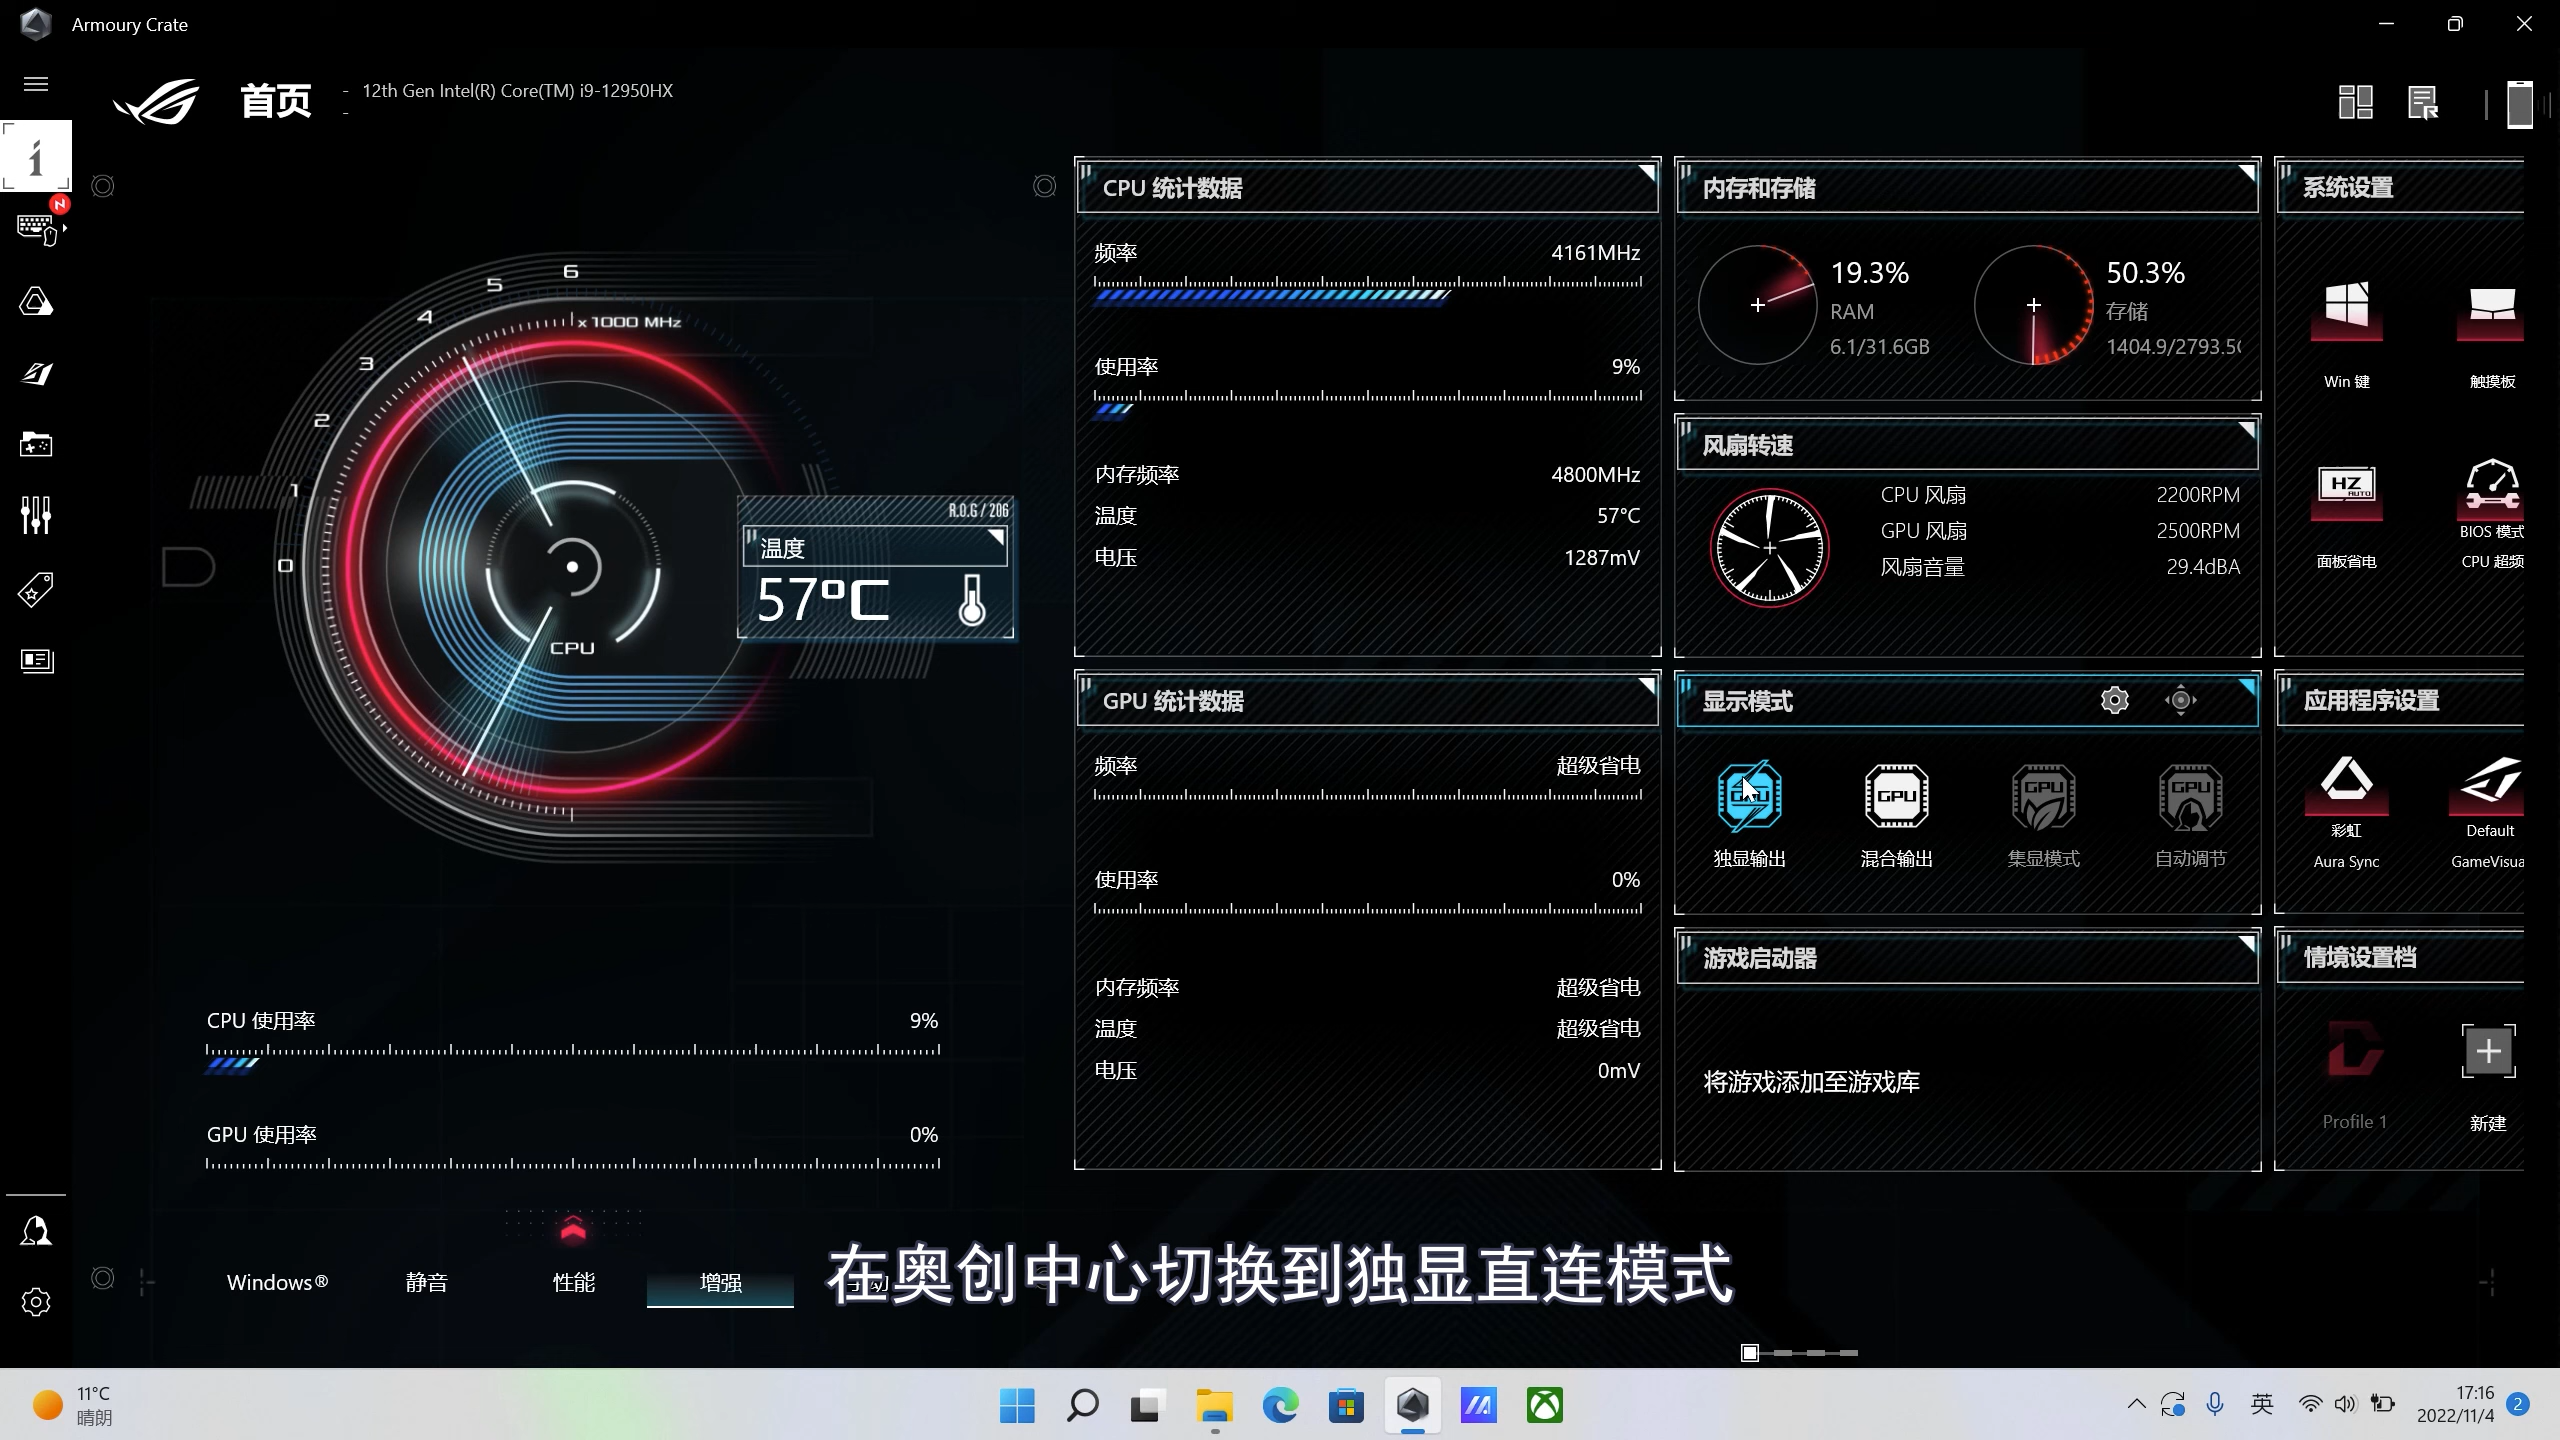 Armoury Crate
首页
- 12th Gen Intel(R) Core(TM) i9-12950HX
-
CPU 统计数据
频率 4161MHz
使用率 9%
内存频率 4800MHz
温度 57°C
电压 1287mV
内存和存储
19.3%
RAM
6.1/31.6GB
50.3%
存储
1404.9/2793.5
系统设置
Win 键
触摸板
HZ
AUTO
面板省电
BIOS 模式
CPU 超频
风扇转速
CPU 风扇 2200RPM
GPU 风扇 2500RPM
风扇音量 29.4dBA
0
1
2
3
4
5
6
x 1000 MHz
CPU
R.O.G / 206
温度
57°C
GPU 统计数据
频率 超级省电
使用率 0%
内存频率 超级省电
温度 超级省电
电压 0mV
显示模式
GPU
GPU
GPU
独显输出
混合输出
集显模式
自动调节
应用程序设置
彩虹
Aura Sync
Default
GameVisua
游戏启动器
将游戏添加至游戏库
情境设置档
Profile 1
新建
CPU 使用率 9%
GPU 使用率 0%
Windows®
静音
性能
增强
在奥创中心切换到独显直连模式
11°C
晴朗
英
17:16
2022/11/4
2